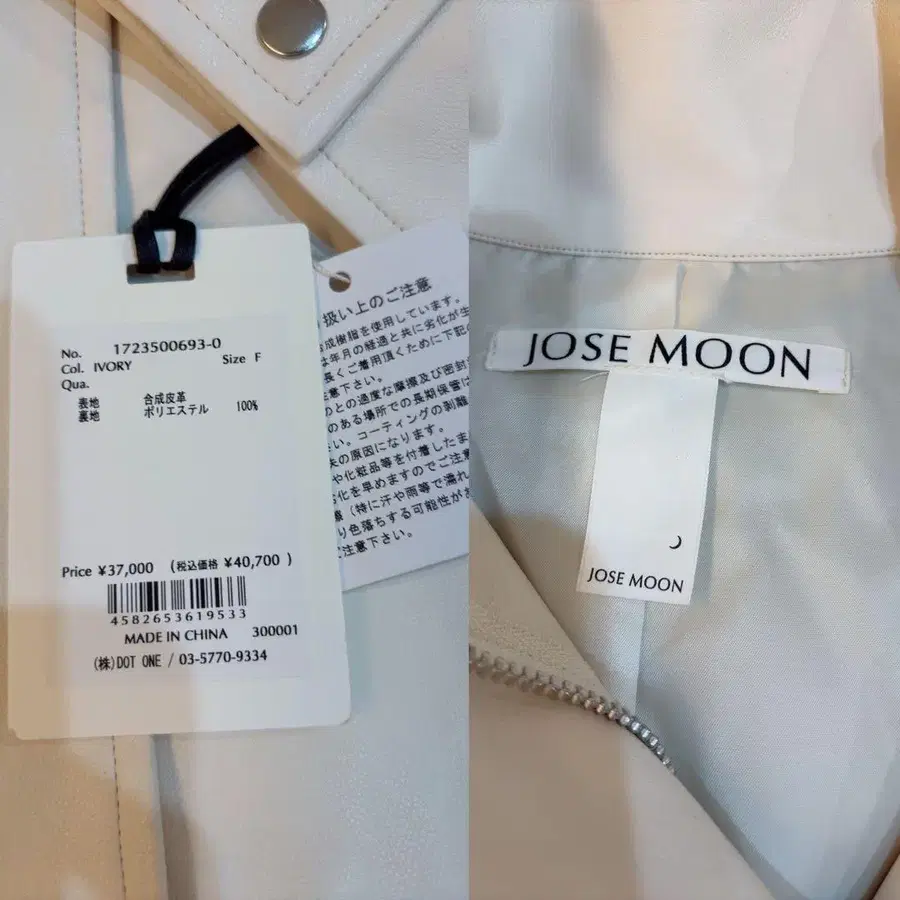 No. 1723500693-0
Col. IVORY Size F
Qua.
表地 合成皮革
裏地 ポリエステル 100%
Price ¥37,000 (税込価格 ¥40,700 )
4582653619533
MADE IN CHINA 300001
(株)DOT ONE / 03-5770-9334
扱い上のご注意
成樹脂を使用しています。
は年月の経過と共に劣化が生
長くご着用頂くために下記の
意下さい。
のとの過度な摩擦及び密封
のある場所での長期保管は
い。コーティングの剥離
夫の原因になります。
や化粧品等を付着したま
化を早めますのでご注意
(特に汗や雨等で濡れ
り色落ちする可能性が
ご注意下さい。
JOSE MOON
JOSE MOON